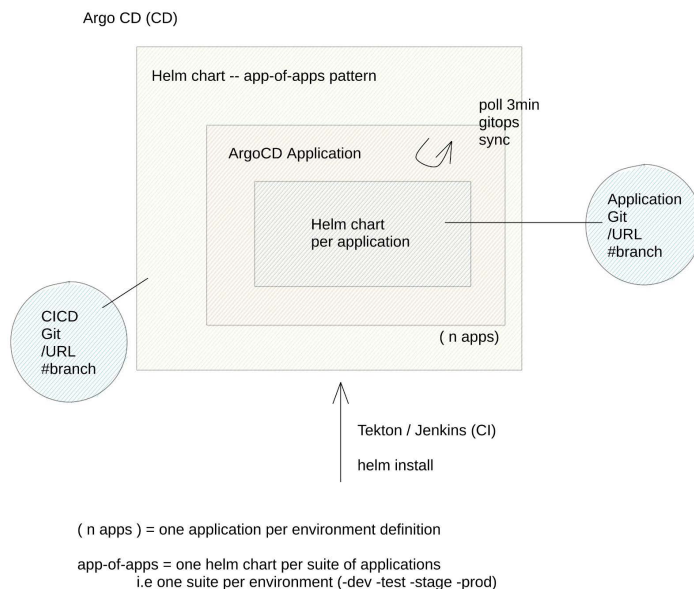 Argo CD (CD)
Helm chart -- app-of-apps pattern
poll 3min
gitops
sync
ArgoCD Application
Helm chart
per application
Application
Git
/URL
#branch
CICD
Git
/URL
#branch
( n apps)
Tekton / Jenkins (CI)
helm install
( n apps ) = one application per environment definition
app-of-apps = one helm chart per suite of applications
i.e one suite per environment (-dev -test -stage -prod)